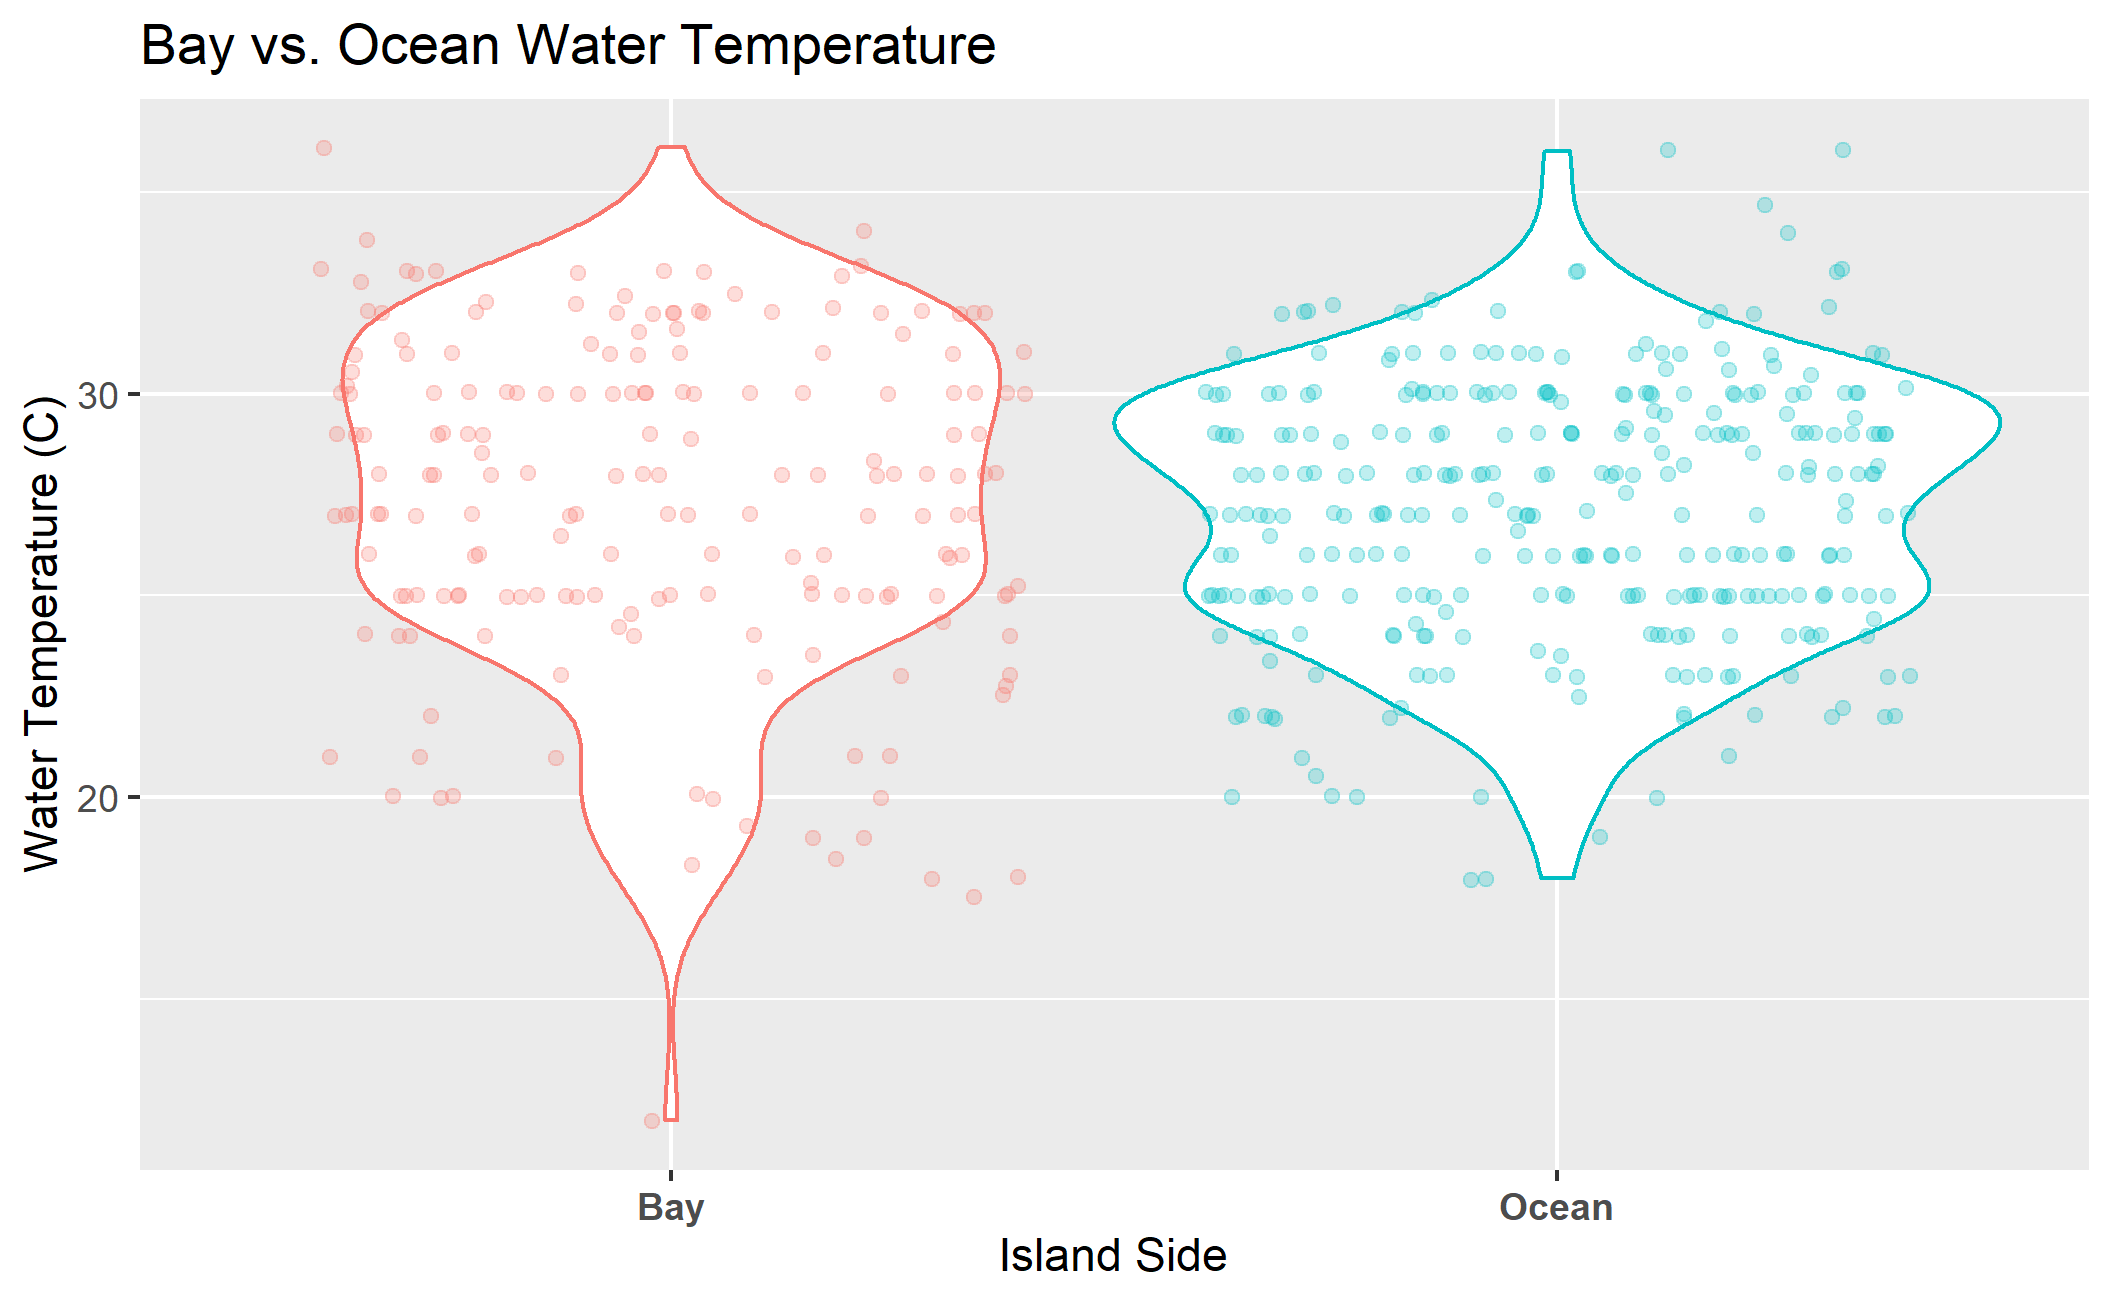 Bay vs. Ocean Water Temperature
Water Temperature (C)
30
20
Bay
Ocean
Island Side